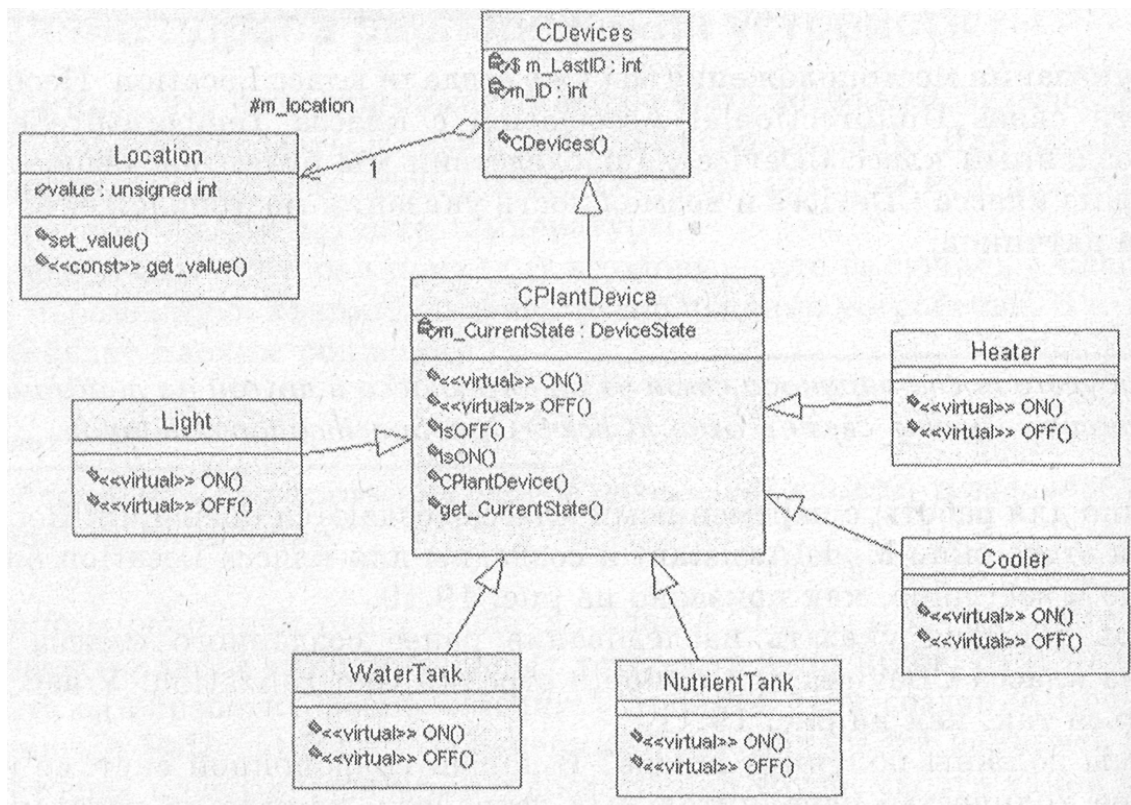 CDevices
$ m_LastID : int
m_ID : int
CDevices()
#m_location
1
Location
value : unsigned int
set_value()
<<const>> get_value()
CPlantDevice
m_CurrentState : DeviceState
<<virtual>> ON()
<<virtual>> OFF()
IsOFF()
IsON()
CPlantDevice()
get_CurrentState()
Heater
<<virtual>> ON()
<<virtual>> OFF()
Light
<<virtual>> ON()
<<virtual>> OFF()
Cooler
<<virtual>> ON()
<<virtual>> OFF()
WaterTank
<<virtual>> ON()
<<virtual>> OFF()
NutrientTank
<<virtual>> ON()
<<virtual>> OFF()